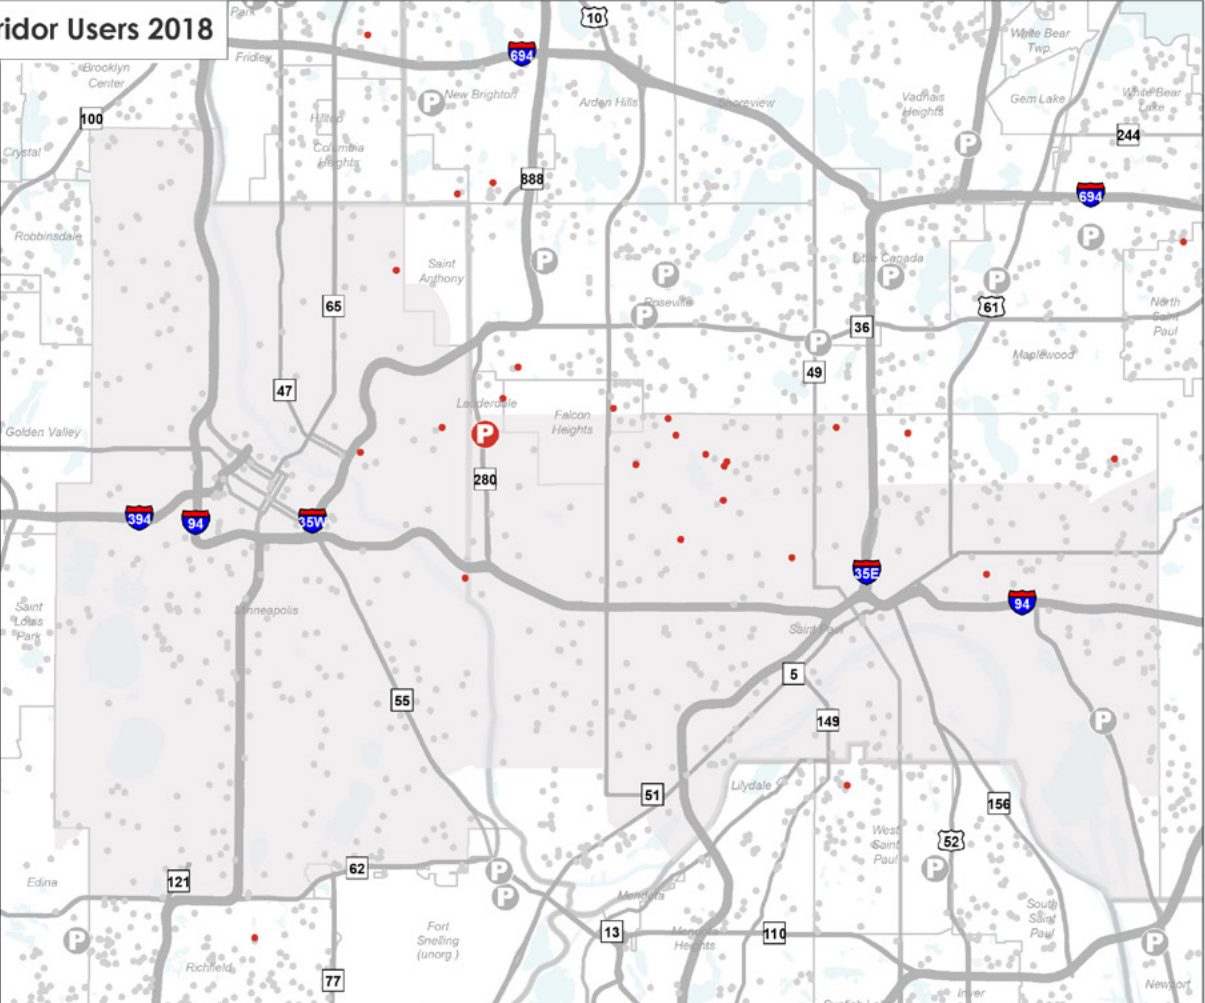 ridor Users 2018
Park
10
694
White Bear
Twp.
Fridley
Brooklyn
Center
P
New Brighton
Arden Hills
Shoreview
Vadnais
Heights
Gem Lake
White Bear
Lake
100
Hilltop
244
Crystal
Columbia
Heights
P
888
694
Robbinsdale
P
Saint
Anthony
P
P
Little Canada
P
P
65
Roseville
P
61
North
Saint
Paul
36
P
Maplewood
49
47
Lauderdale
Falcon
Heights
Golden Valley
P
280
394
94
35W
35E
94
Saint
Louis
Park
Minneapolis
Saint Paul
5
55
149
P
51
Lilydale
156
West
Saint
Paul
52
62
P
P
121
Edina
P
Mendota
South
Saint
Paul
Fort
Snelling
(unorg.)
13
Mendota
Heights
110
P
P
Richfield
77
Newport
Inver